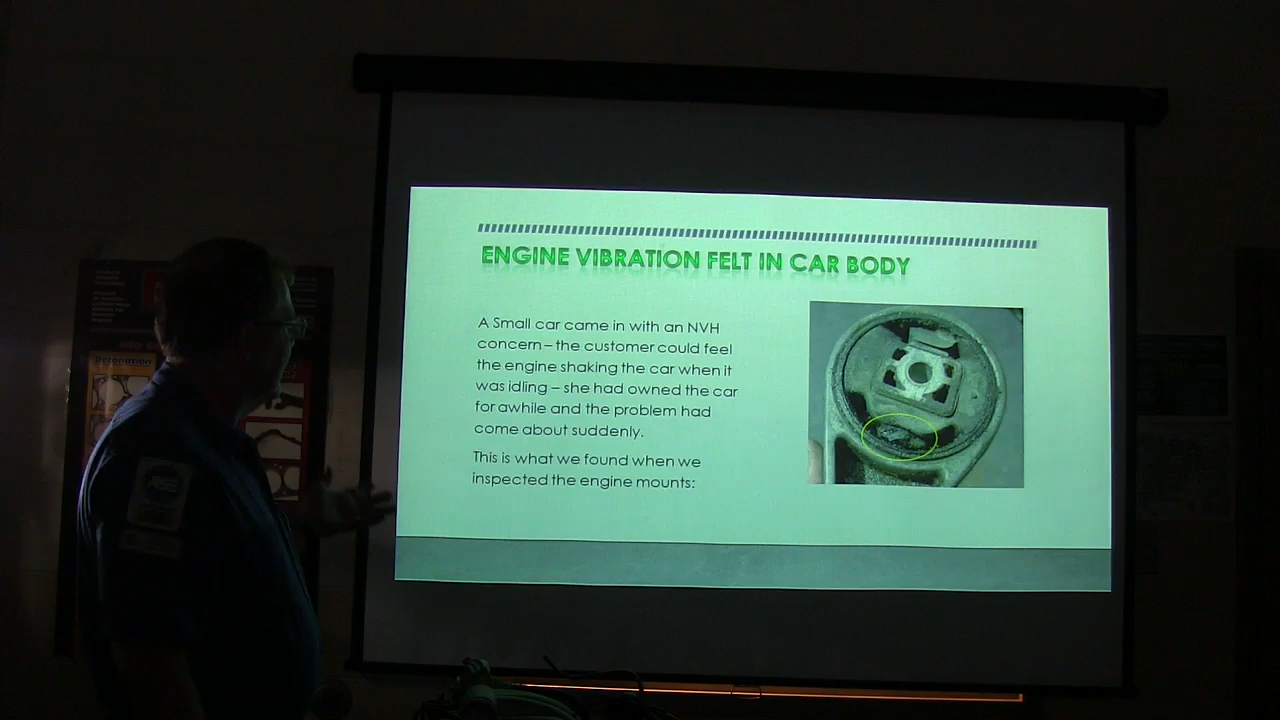 ENGINE VIBRATION FELT IN CAR BODY
A Small car came in with an NVH
concern – the customer could feel
the engine shaking the car when it
was idling – she had owned the car
for awhile and the problem had
come about suddenly.
This is what we found when we
inspected the engine mounts:
Detonation